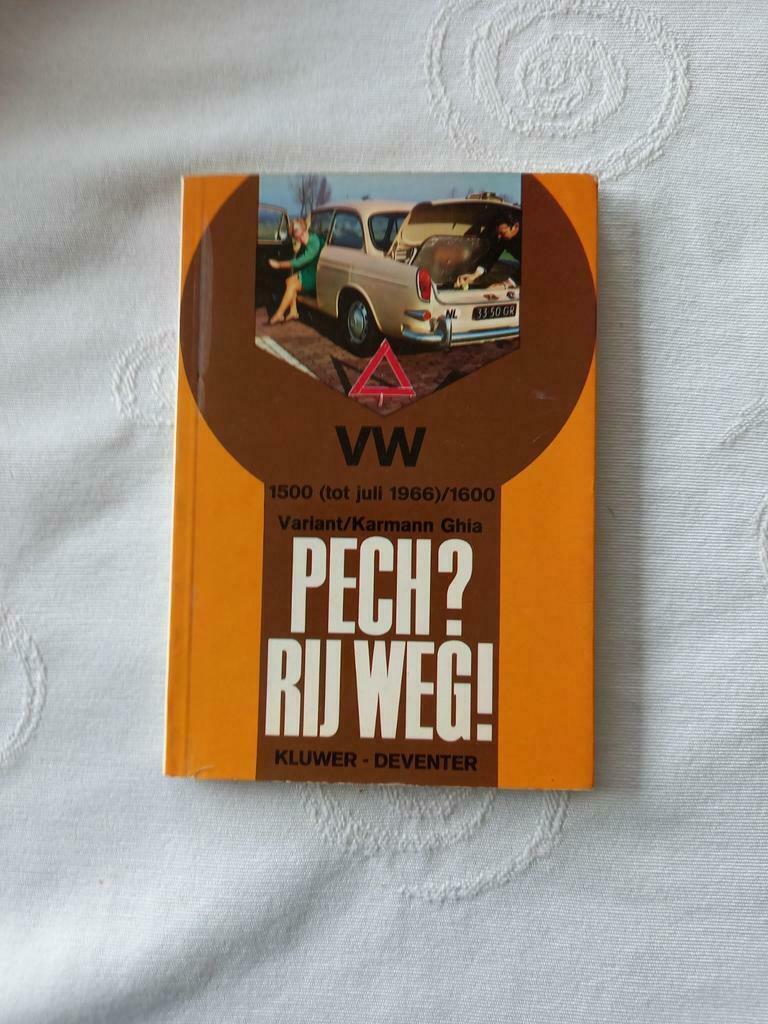 NL
33·50·GR
VW
1500 (tot juli 1966)/1600
Variant/Karmann Ghia
PECH?
RIJ WEG!
KLUWER - DEVENTER